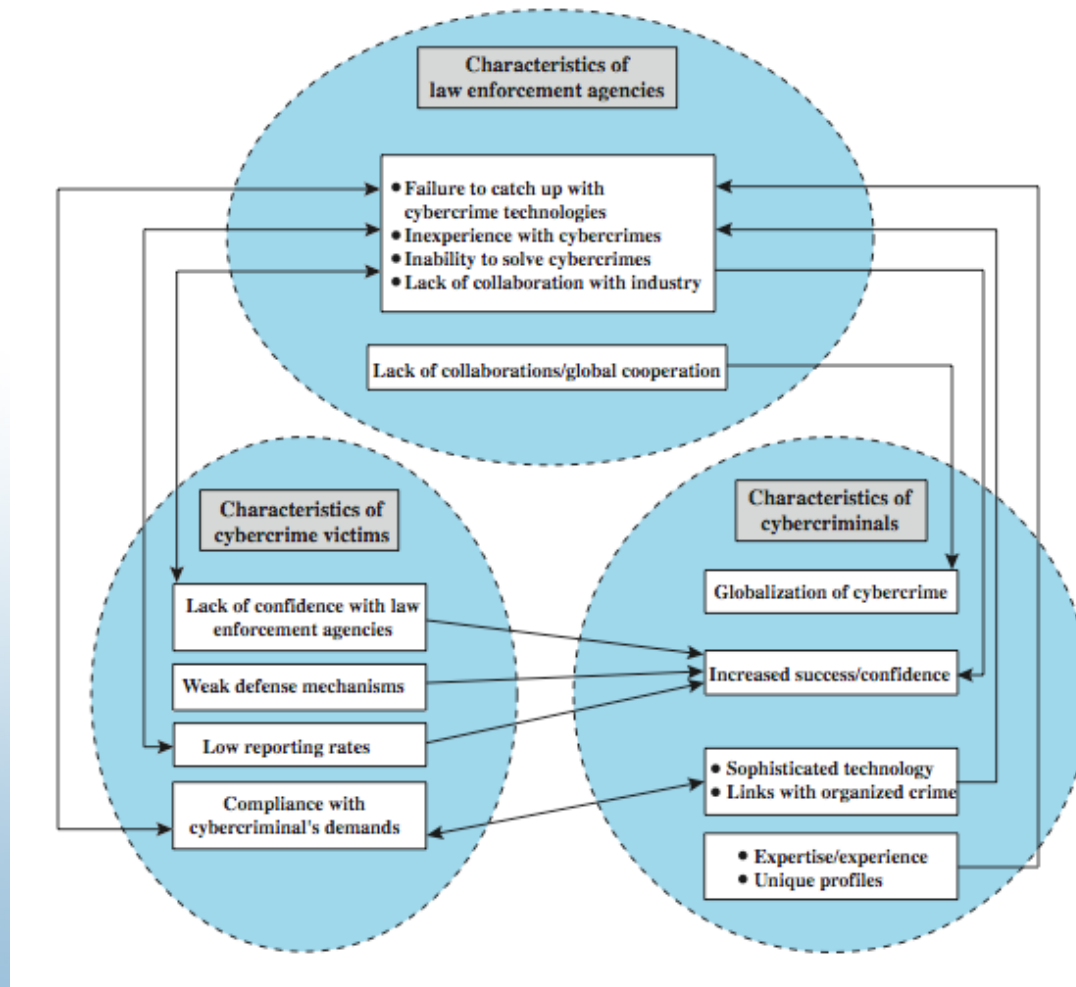 Characteristics of
law enforcement agencies
● Failure to catch up with
cybercrime technologies
● Inexperience with cybercrimes
● Inability to solve cybercrimes
● Lack of collaboration with industry
Lack of collaborations/global cooperation
Characteristics of
cybercrime victims
Lack of confidence with law
enforcement agencies
Weak defense mechanisms
Low reporting rates
Compliance with
cybercriminal's demands
Characteristics of
cybercriminals
Globalization of cybercrime
Increased success/confidence
● Sophisticated technology
● Links with organized crime
● Expertise/experience
● Unique profiles